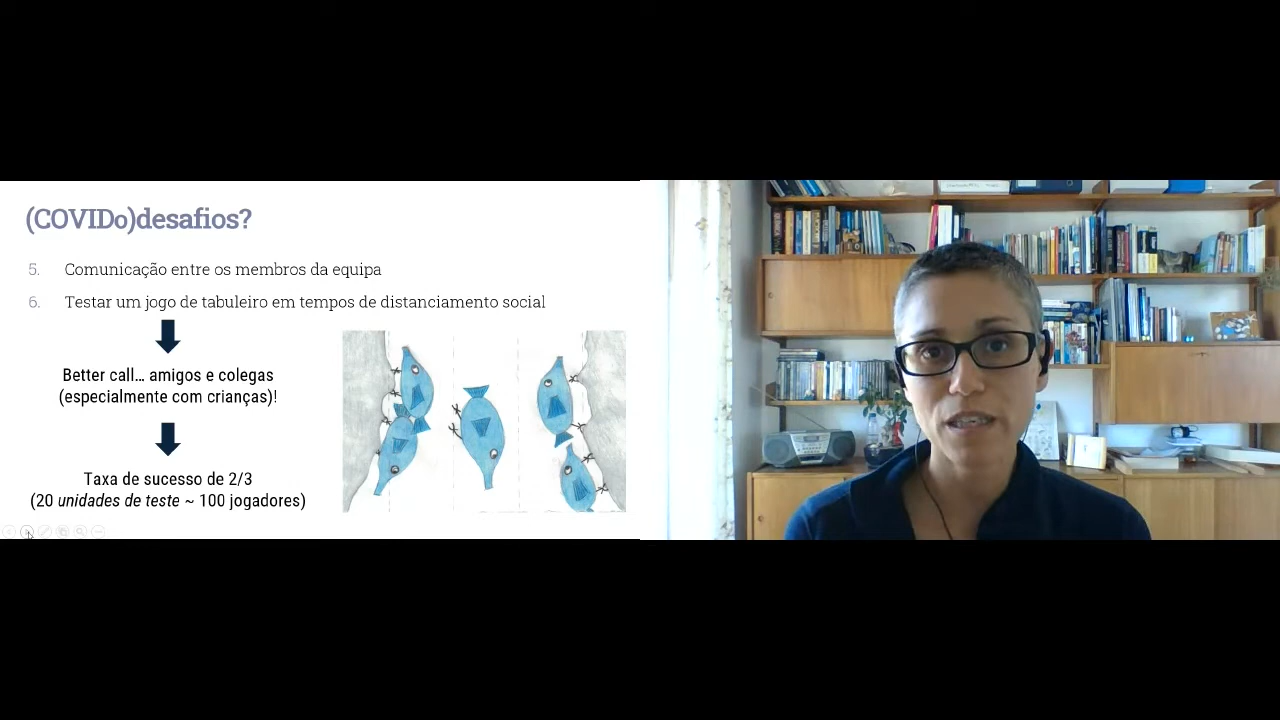 (COVIDo)desafios?
5. Comunicação entre os membros da equipa
6. Testar um jogo de tabuleiro em tempos de distanciamento social
Better call... amigos e colegas
(especialmente com crianças)!
Taxa de sucesso de 2/3
(20 unidades de teste ~ 100 jogadores)